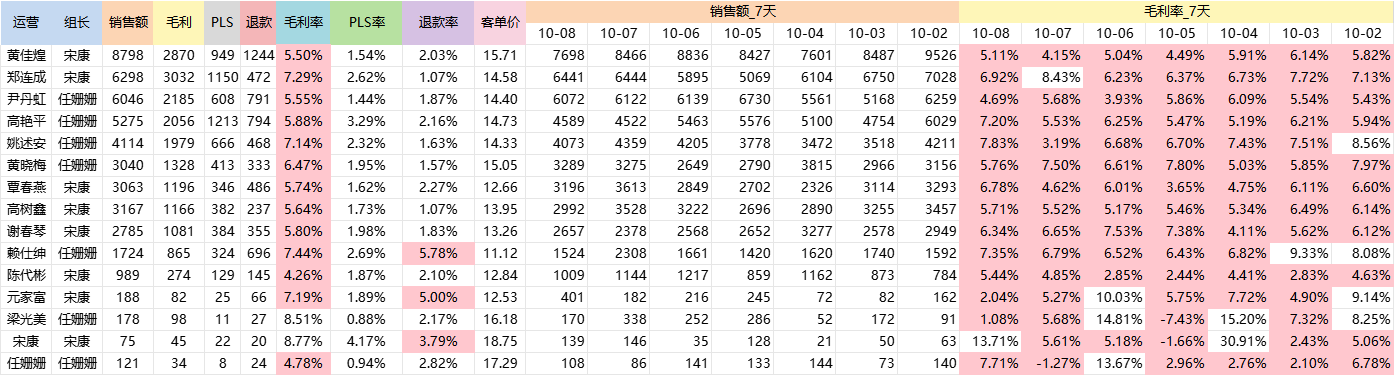 运营 组长 销售额 毛利 PLS 退款 毛利率 PLS率 退款率 客单价 销售额_7天 毛利率_7天
10-08 10-07 10-06 10-05 10-04 10-03 10-02 10-08 10-07 10-06 10-05 10-04 10-03 10-02
黄佳煌 宋康 8798 2870 949 1244 5.50% 1.54% 2.03% 15.71 7698 8466 8836 8427 7601 8487 9526 5.11% 4.15% 5.04% 4.49% 5.91% 6.14% 5.82%
郑连成 宋康 6298 3032 1150 472 7.29% 2.62% 1.07% 14.58 6441 6444 5895 5069 6104 6750 7028 6.92% 8.43% 6.23% 6.37% 6.73% 7.72% 7.13%
尹丹虹 任姗姗 6046 2185 608 791 5.55% 1.44% 1.87% 14.40 6072 6122 6139 6730 5561 5168 6259 4.69% 5.68% 3.93% 5.86% 6.09% 5.54% 5.43%
高艳平 任姗姗 5275 2056 1213 794 5.88% 3.29% 2.16% 14.73 4589 4522 5463 5576 5100 4754 6029 7.20% 5.53% 6.25% 5.47% 5.19% 6.21% 5.94%
姚述安 任姗姗 4114 1979 666 468 7.14% 2.32% 1.63% 14.33 4073 4359 4205 3778 3472 3518 4211 7.83% 3.19% 6.68% 6.70% 7.43% 7.51% 8.56%
黄晓梅 任姗姗 3040 1328 413 333 6.47% 1.95% 1.57% 15.05 3289 3275 2849 2790 3815 2966 3156 5.76% 7.50% 6.61% 7.80% 5.03% 5.85% 7.97%
覃春燕 宋康 3063 1196 346 486 5.74% 1.62% 2.27% 12.66 3196 3613 2849 2702 2326 3114 3293 6.78% 4.62% 6.01% 3.65% 4.75% 6.11% 6.60%
高树鑫 宋康 3167 1166 382 237 5.64% 1.73% 1.07% 13.95 2992 3528 3222 2696 2890 3255 3457 5.71% 5.52% 5.17% 5.46% 5.34% 6.49% 6.14%
谢春琴 宋康 2785 1081 384 355 5.80% 1.98% 1.83% 13.26 2657 2378 2568 2652 3277 2578 2949 6.34% 6.65% 7.53% 7.38% 4.11% 5.62% 6.12%
赖仕绅 任姗姗 1724 865 324 696 7.44% 2.69% 5.78% 11.12 1524 2308 1661 1420 1620 1740 1592 7.35% 6.79% 6.52% 6.43% 6.82% 9.33% 8.08%
陈代彬 宋康 989 274 129 145 4.26% 1.87% 2.10% 12.84 1009 1144 1217 859 1162 873 784 5.44% 4.85% 2.85% 2.44% 4.41% 2.83% 4.63%
元家富 宋康 188 82 25 66 7.19% 1.89% 5.00% 12.53 401 182 216 245 72 82 162 2.04% 5.27% 10.03% 5.75% 7.72% 4.90% 9.14%
梁光美 任姗姗 178 98 11 27 8.51% 0.88% 2.17% 16.18 170 338 252 286 52 172 91 1.08% 5.68% 14.81% -7.43% 15.20% 7.32% 8.25%
宋康 宋康 75 45 22 20 8.77% 4.17% 3.79% 18.75 139 146 35 128 21 50 63 13.71% 5.61% 5.18% -1.66% 30.91% 2.43% 5.06%
任姗姗 任姗姗 121 34 8 24 4.78% 0.94% 2.82% 17.29 108 86 141 133 144 73 140 7.71% -1.27% 13.67% 2.96% 2.76% 2.10% 6.78%